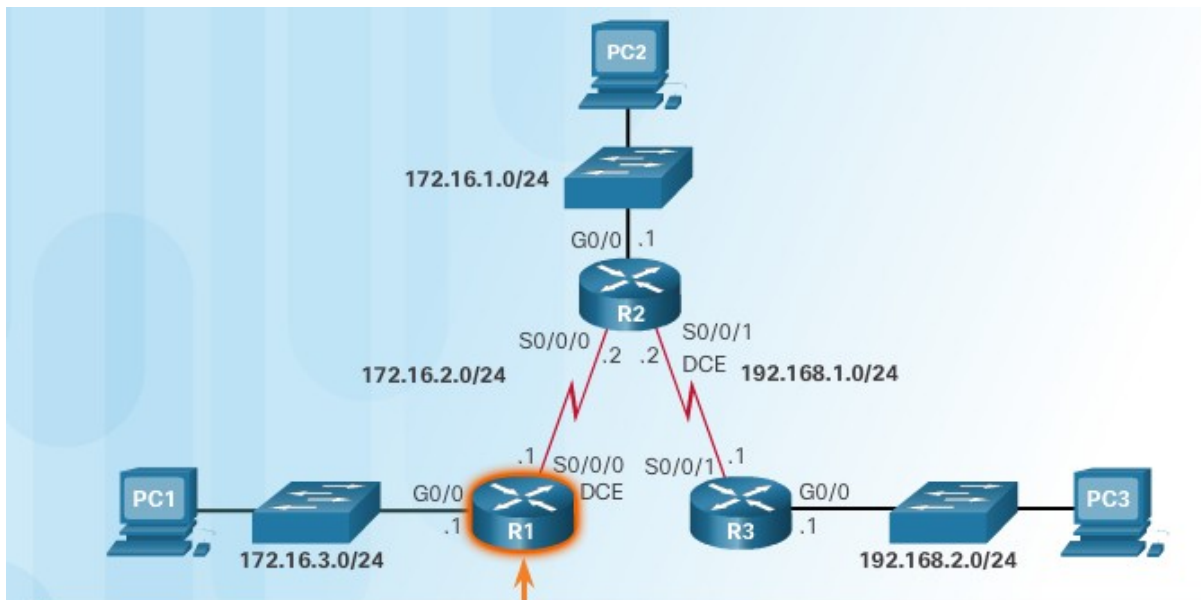 PC2
172.16.1.0/24
G0/0 .1
R2
S0/0/0 .2 .2 S0/0/1
DCE
172.16.2.0/24 192.168.1.0/24
.1 S0/0/0 DCE
S0/0/1 .1
PC1 G0/0 .1 R1
R3 G0/0 .1 PC3
172.16.3.0/24 192.168.2.0/24